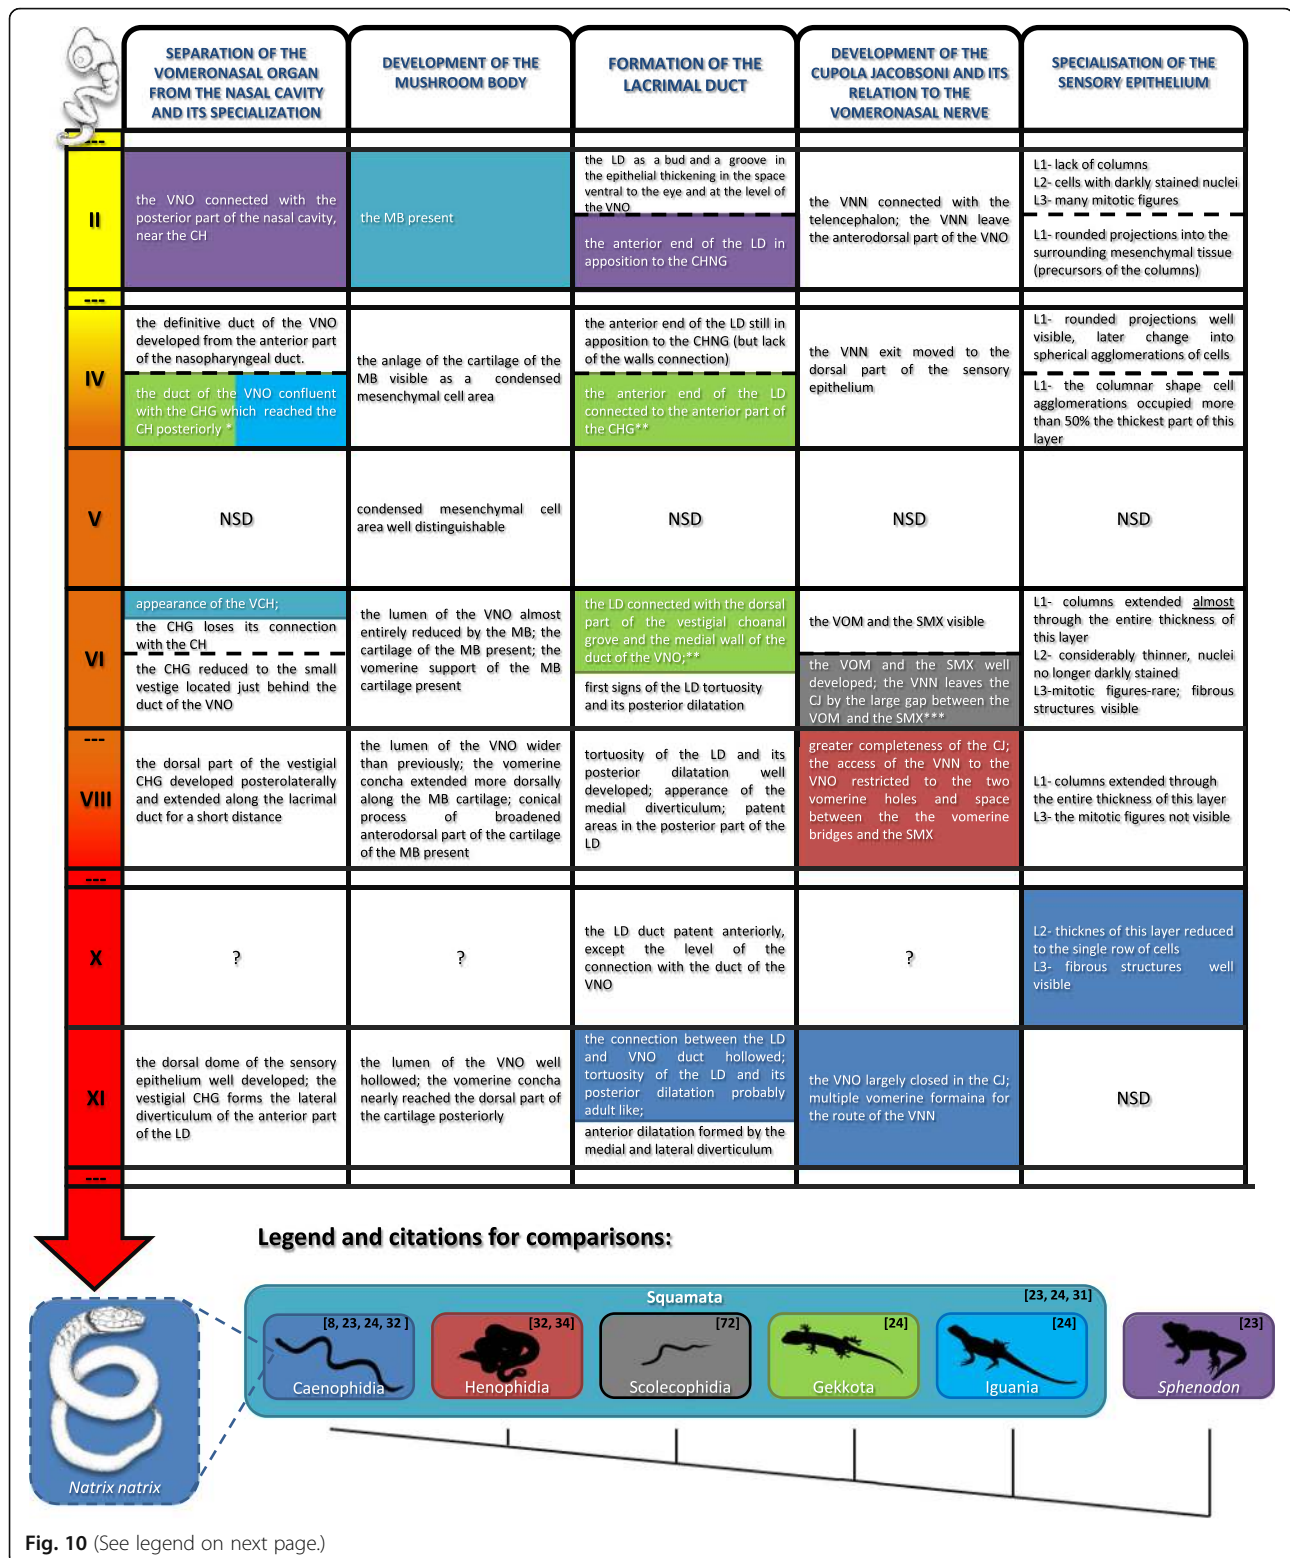 SEPARATION OF THE
VOMERONASAL ORGAN
FROM THE NASAL CAVITY
AND ITS SPECIALIZATION
DEVELOPMENT OF THE
MUSHROOM BODY
FORMATION OF THE
LACRIMAL DUCT
DEVELOPMENT OF THE
CUPOLA JACOBSONI AND ITS
RELATION TO THE
VOMERONASAL NERVE
SPECIALISATION OF THE
SENSORY EPITHELIUM
---
II
the VNO connected with the
posterior part of the nasal cavity,
near the CH
the MB present
the LD as a bud and a groove in
the epithelial thickening in the space
ventral to the eye and at the level of
the VNO
the anterior end of the LD in
apposition to the CHNG
the VNN connected with the
telencephalon; the VNN leave
the anterodorsal part of the VNO
L1- lack of columns
L2- cells with darkly stained nuclei
L3- many mitotic figures
L1- rounded projections into the
surrounding mesenchymal tissue
(precursors of the columns)
---
IV
the definitive duct of the VNO
developed from the anterior part
of the nasopharyngeal duct.
the duct of the VNO confluent
with the CHG which reached the
CH posteriorly *
the anlage of the cartilage of the
MB visible as a condensed
mesenchymal cell area
the anterior end of the LD still in
apposition to the CHNG (but lack
of the walls connection)
the anterior end of the LD
connected to the anterior part of
the CHG**
the VNN exit moved to the
dorsal part of the sensory
epithelium
L1- rounded projections well
visible, later change into
spherical agglomerations of cells
L1- the columnar shape cell
agglomerations occupied more
than 50% the thickest part of this
layer
V
NSD
condensed mesenchymal cell
area well distinguishable
NSD
NSD
NSD
VI
appearance of the VCH;
the CHG loses its connection
with the CH
the CHG reduced to the small
vestige located just behind the
duct of the VNO
the lumen of the VNO almost
entirely reduced by the MB; the
cartilage of the MB present; the
vomerine support of the MB
cartilage present
the LD connected with the dorsal
part of the vestigial choanal
grove and the medial wall of the
duct of the VNO;**
first signs of the LD tortuosity
and its posterior dilatation
the VOM and the SMX visible
the VOM and the SMX well
developed; the VNN leaves the
CJ by the large gap between the
VOM and the SMX***
L1- columns extended almost
through the entire thickness of
this layer
L2- considerably thinner, nuclei
no longer darkly stained
L3-mitotic figures-rare; fibrous
structures visible
---
VIII
the dorsal part of the vestigial
CHG developed posterolaterally
and extended along the lacrimal
duct for a short distance
the lumen of the VNO wider
than previously; the vomerine
concha extended more dorsally
along the MB cartilage; conical
process of broadened
anterodorsal part of the cartilage
of the MB present
tortuosity of the LD and its
posterior dilatation well
developed; apperance of the
medial diverticulum; patent
areas in the posterior part of the
LD
greater completeness of the CJ;
the access of the VNN to the
VNO restricted to the two
vomerine holes and space
between the the vomerine
bridges and the SMX
L1- columns extended through
the entire thickness of this layer
L3- the mitotic figures not visible
---
X
?
?
the LD duct patent anteriorly,
except the level of the
connection with the duct of the
VNO
?
L2- thicknes of this layer reduced
to the single row of cells
L3- fibrous structures well
visible
XI
the dorsal dome of the sensory
epithelium well developed; the
vestigial CHG forms the lateral
diverticulum of the anterior part
of the LD
the lumen of the VNO well
hollowed; the vomerine concha
nearly reached the dorsal part of
the cartilage posteriorly
the connection between the LD
and VNO duct hollowed;
tortuosity of the LD and its
posterior dilatation probably
adult like;
anterior dilatation formed by the
medial and lateral diverticulum
the VNO largely closed in the CJ;
multiple vomerine formaina for
the route of the VNN
NSD
---
Legend and citations for comparisons:
Squamata
[23, 24, 31]
[8, 23, 24, 32 ]
Caenophidia
[32, 34]
Henophidia
[72]
Scolecophidia
[24]
Gekkota
[24]
Iguania
[23]
Sphenodon
Natrix natrix
Fig. 10 (See legend on next page.)